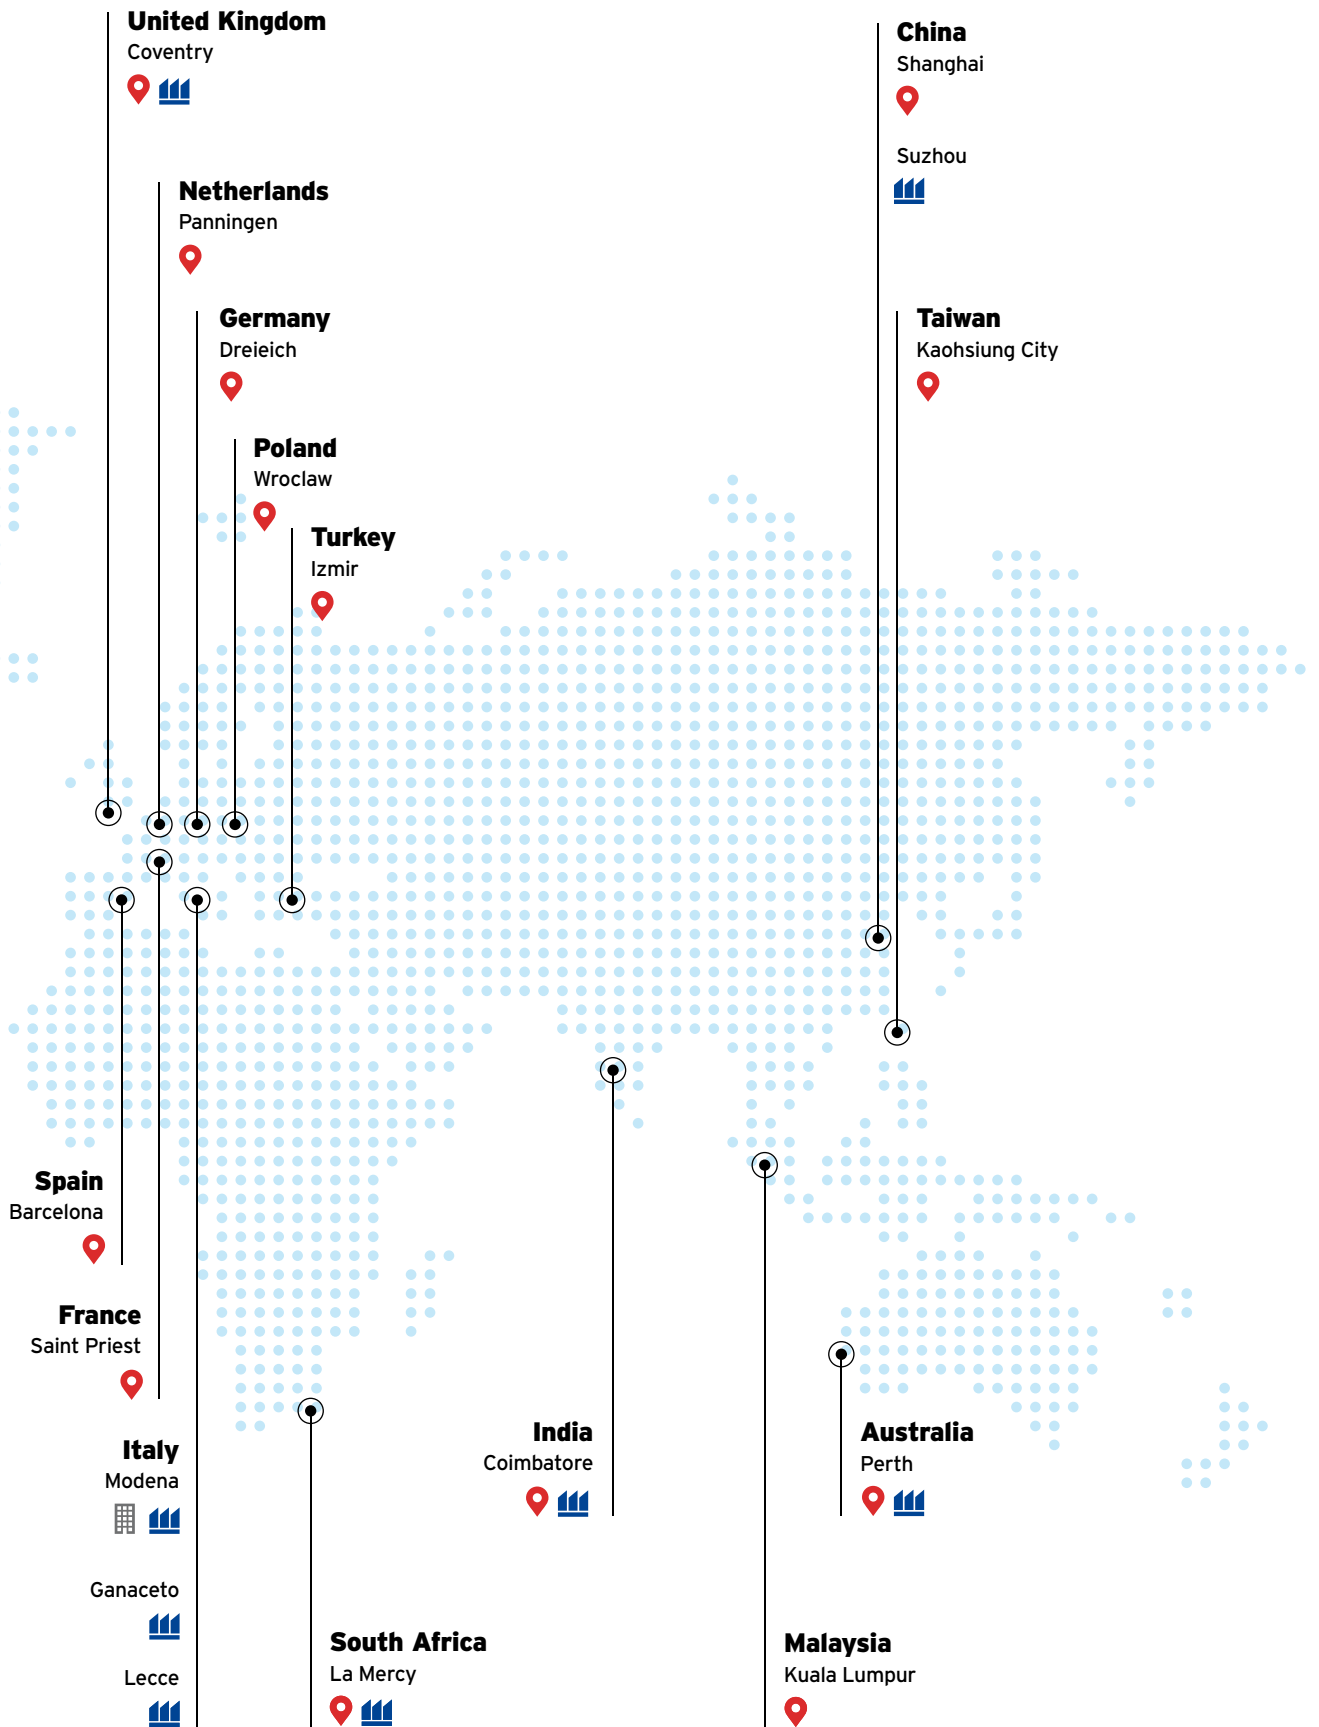 United Kingdom
Coventry
China
Shanghai
Suzhou
Netherlands
Panningen
Germany
Dreieich
Taiwan
Kaohsiung City
Poland
Wroclaw
Turkey
Izmir
Spain
Barcelona
France
Saint Priest
Italy
Modena
Ganaceto
Lecce
South Africa
La Mercy
India
Coimbatore
Australia
Perth
Malaysia
Kuala Lumpur